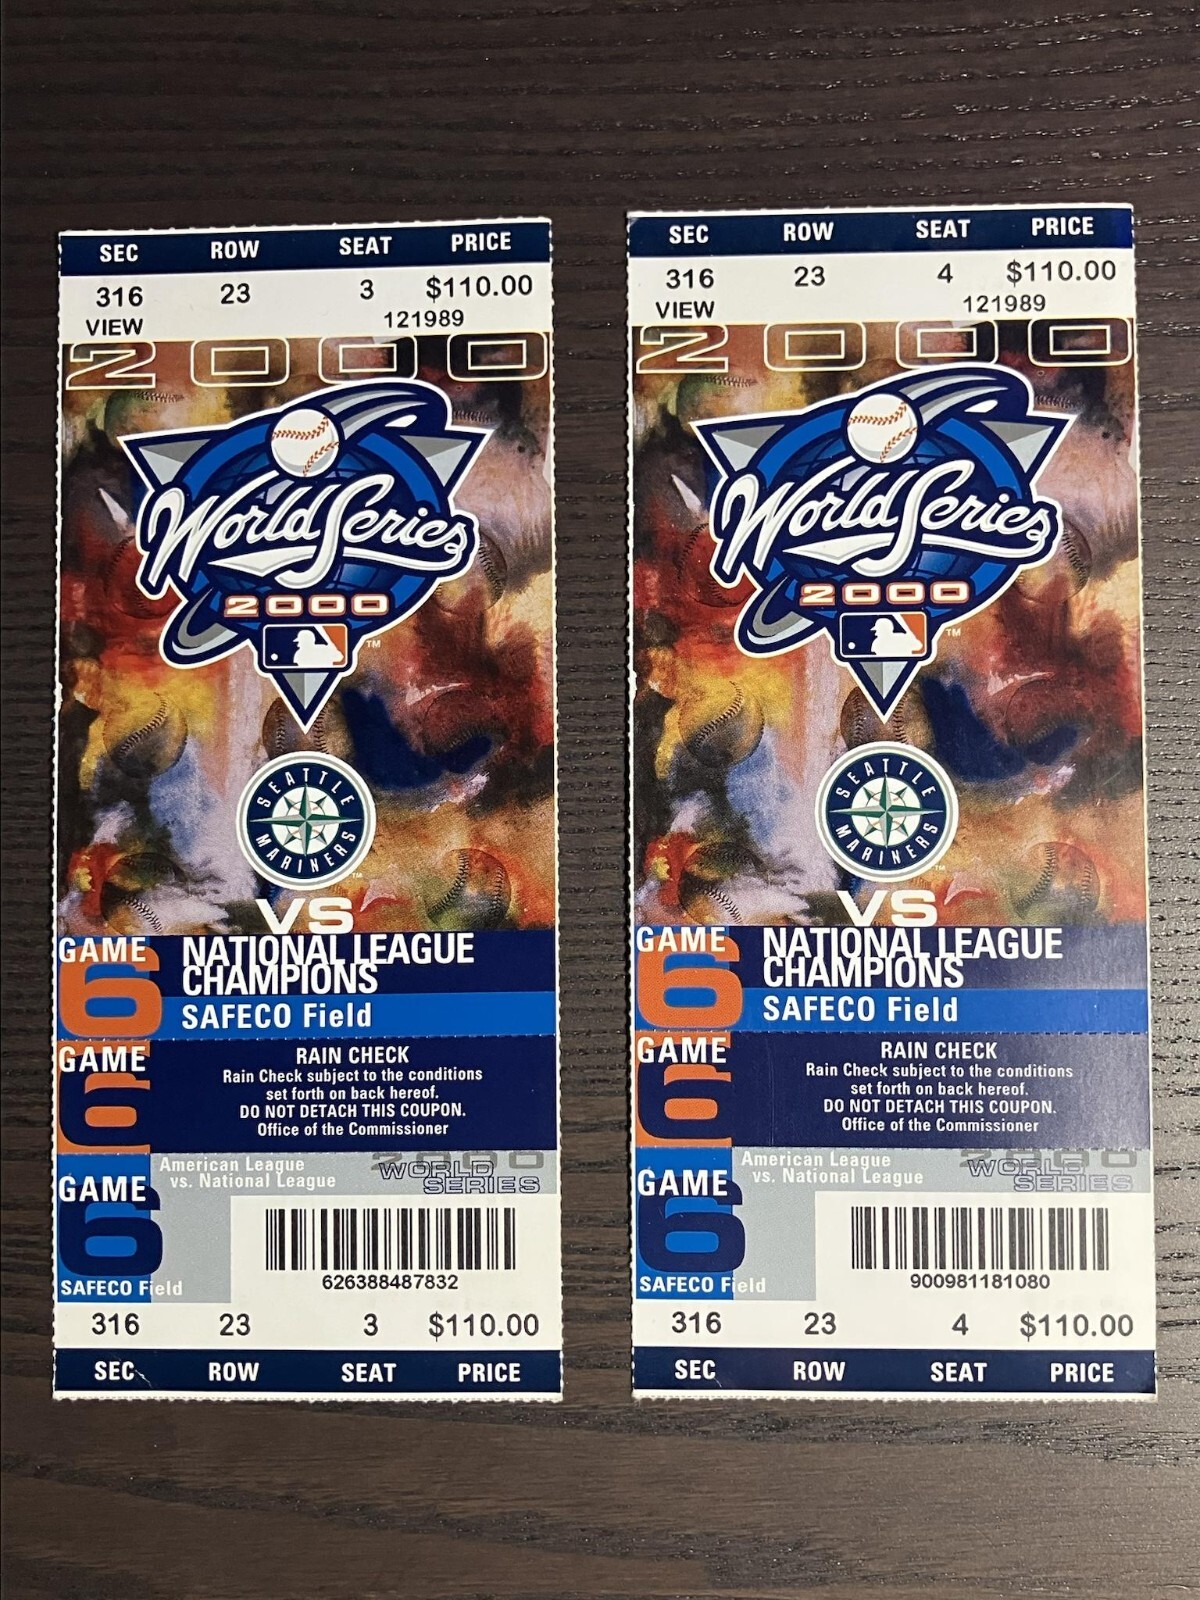 SEC ROW SEAT PRICE
316 23 3 $110.00
VIEW 121989
2000
World Series
2000
TM
SEATTLE
MARINERS
TM
VS
GAME 6
NATIONAL LEAGUE
CHAMPIONS
SAFECO Field
GAME 6
RAIN CHECK
Rain Check subject to the conditions
set forth on back hereof.
DO NOT DETACH THIS COUPON.
Office of the Commissioner
GAME 6
American League
vs. National League
2000
WORLD
SERIES
626388487832
SAFECO Field
316 23 3 $110.00
SEC ROW SEAT PRICE
SEC ROW SEAT PRICE
316 23 4 $110.00
VIEW 121989
2000
World Series
2000
TM
SEATTLE
MARINERS
TM
VS
GAME 6
NATIONAL LEAGUE
CHAMPIONS
SAFECO Field
GAME 6
RAIN CHECK
Rain Check subject to the conditions
set forth on back hereof.
DO NOT DETACH THIS COUPON.
Office of the Commissioner
GAME 6
American League
vs. National League
2000
WORLD
SERIES
900981181080
SAFECO Field
316 23 4 $110.00
SEC ROW SEAT PRICE